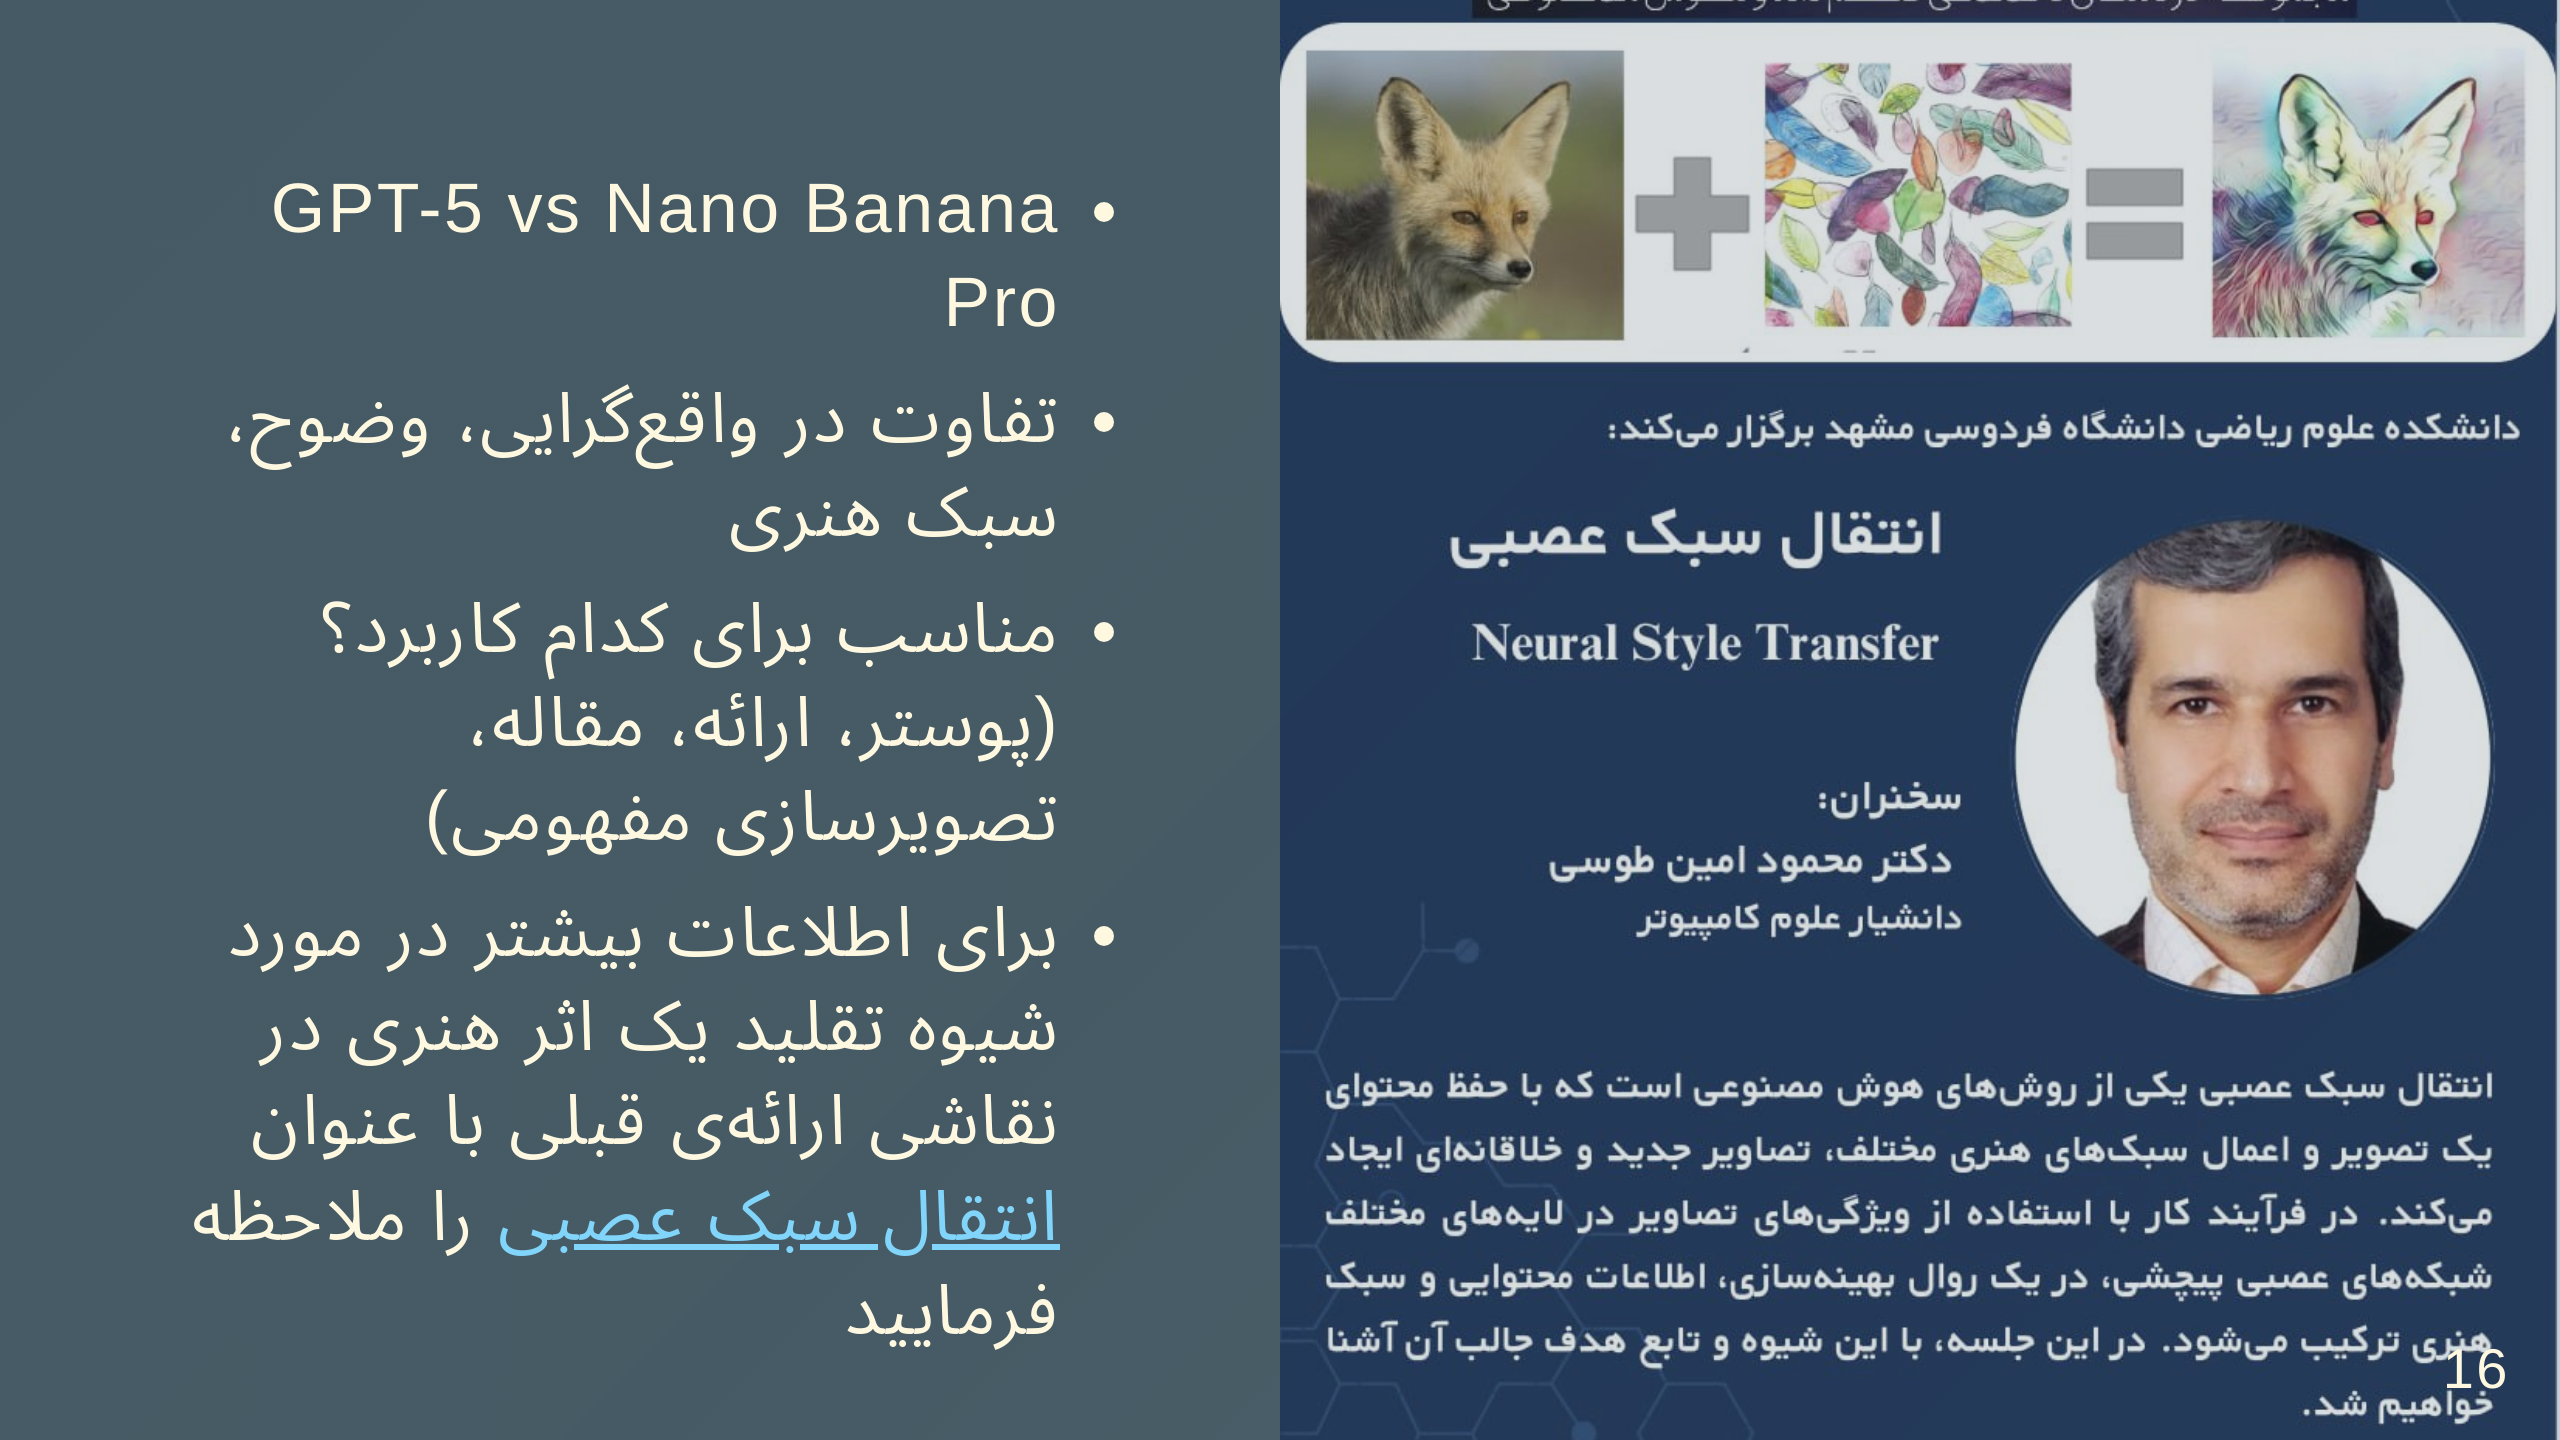 • GPT-5 vs Nano Banana
Pro
• تفاوت در واقع‌گرایی، وضوح،
سبک هنری
• مناسب برای کدام کاربرد؟
(پوستر، ارائه، مقاله،
تصویرسازی مفهومی)
• برای اطلاعات بیشتر در مورد
شیوه تقلید یک اثر هنری در
نقاشی ارائه‌ی قبلی با عنوان
انتقال سبک عصبی را ملاحظه
فرمایید
دانشکده علوم ریاضی دانشگاه فردوسی مشهد برگزار می‌کند:
انتقال سبک عصبی
Neural Style Transfer
سخنران:
دکتر محمود امین طوسی
دانشیار علوم کامپیوتر
انتقال سبک عصبی یکی از روش‌های هوش مصنوعی است که با حفظ محتوای
یک تصویر و اعمال سبک‌های هنری مختلف، تصاویر جدید و خلاقانه‌ای ایجاد
می‌کند. در فرآیند کار با استفاده از ویژگی‌های تصاویر در لایه‌های مختلف
شبکه‌های عصبی پیچشی، در یک روال بهینه‌سازی، اطلاعات محتوایی و سبک
هنری ترکیب می‌شود. در این جلسه، با این شیوه و تابع هدف جالب آن آشنا
خواهیم شد.
16